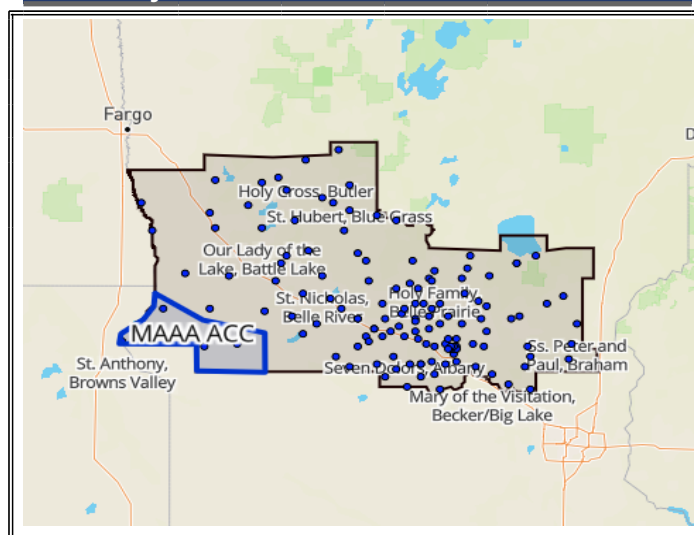 Fargo
D
Holy Cross, Butler
St. Hubert, Blue Grass
Our Lady of the
Lake, Battle Lake
St. Nicholas,
Belle River
Holy Family,
Belle Prairie
MAAA ACC
St. Anthony,
Browns Valley
Seven Dolors, Albany
Ss. Peter and
Paul, Braham
Mary of the Visitation,
Becker/Big Lake